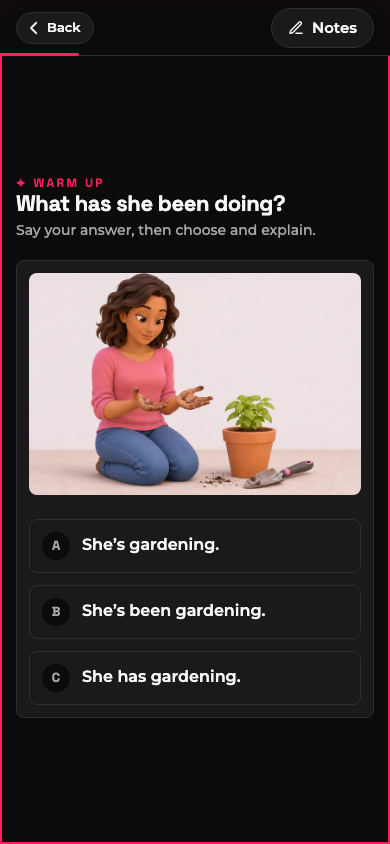 Back
Notes
WARM UP
What has she been doing?
Say your answer, then choose and explain.
A She's gardening.
B She's been gardening.
C She has gardening.